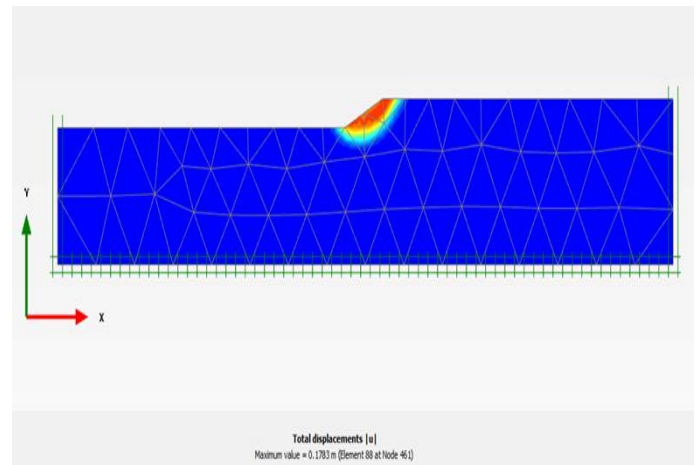 Y
X
Total displacements |u|
Maximum value = 0.1783 m (Element 88 at Node 461)